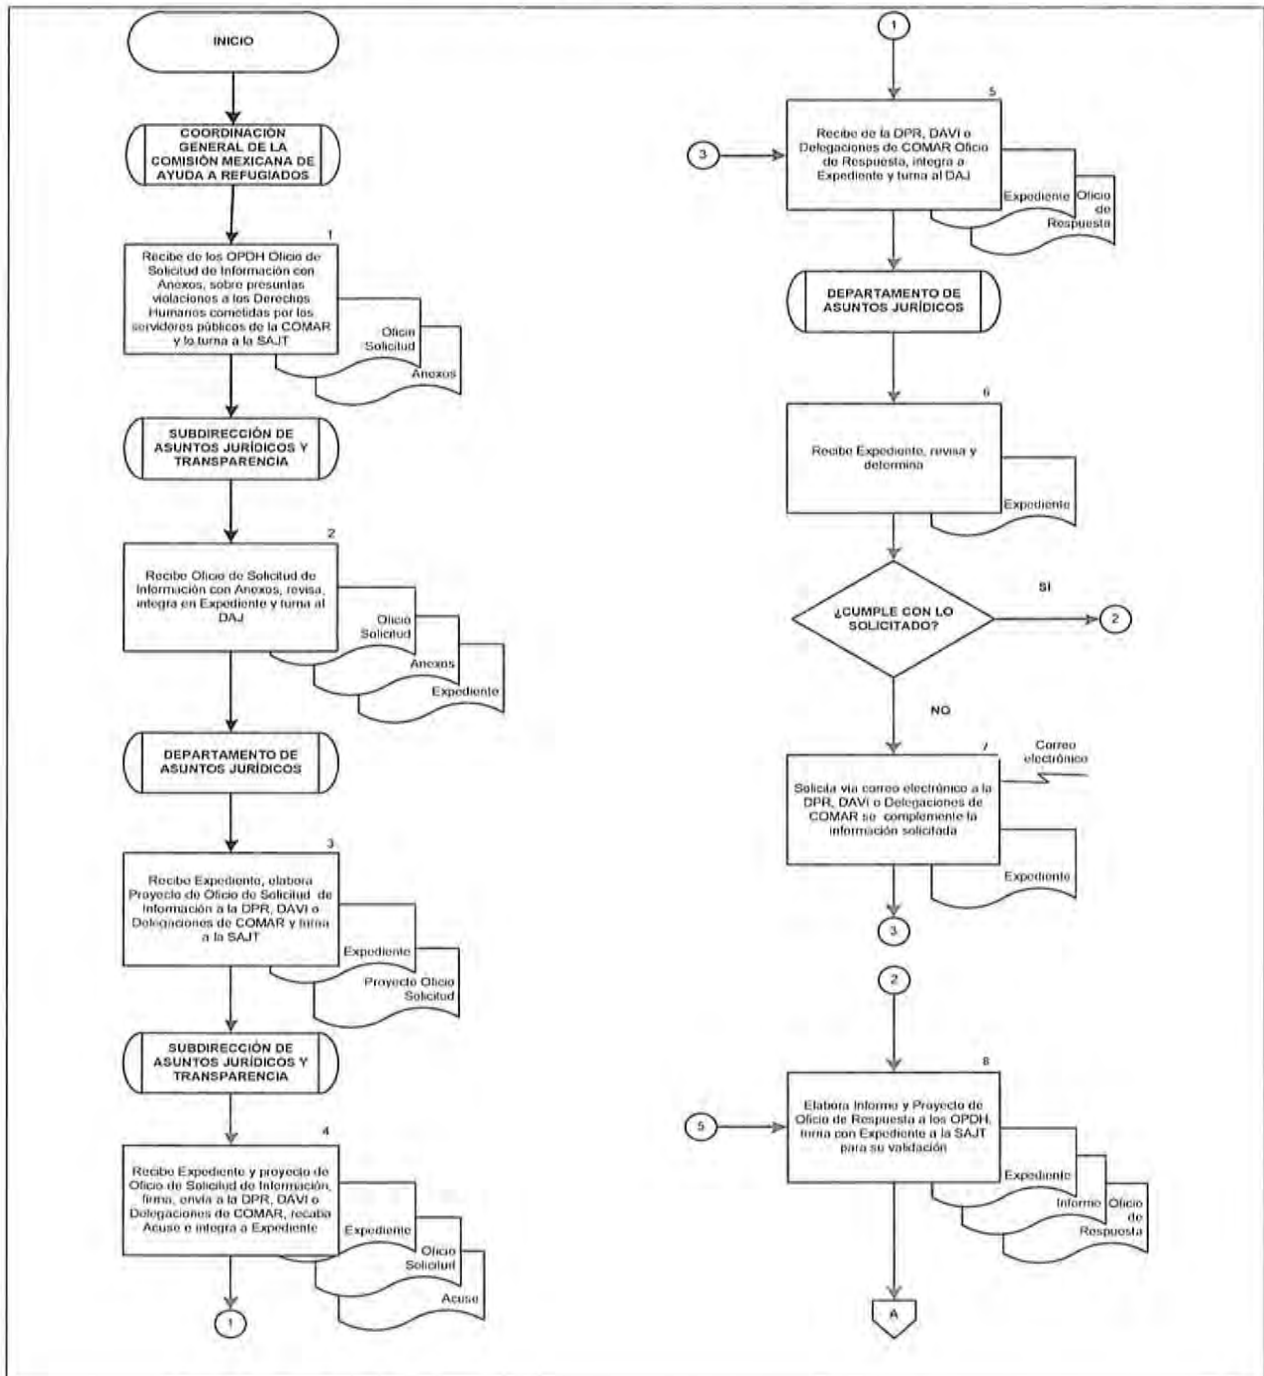 INICIO
COORDINACIÓN
GENERAL DE LA
COMISIÓN MEXICANA DE
AYUDA A REFUGIADOS
1
Recibe de los OPDH Oficio de
Solicitud de Información con
Anexos, sobre presuntas
violaciones a los Derechos
Humanos cometidas por los
servidores públicos de la COMAR
y lo turna a la SAJT
Oficio
Solicitud
Anexos
SUBDIRECCIÓN DE
ASUNTOS JURÍDICOS Y
TRANSPARENCIA
2
Recibe Oficio de Solicitud de
Información con Anexos, revisa,
integra en Expediente y turna al
DAJ
Oficio
Solicitud
Anexos
Expediente
DEPARTAMENTO DE
ASUNTOS JURÍDICOS
3
Recibe Expediente, elabora
Proyecto de Oficio de Solicitud de
Información a la DPR, DAVI o
Delegaciones de COMAR y turna
a la SAJT
Expediente
Proyecto Oficio
Solicitud
SUBDIRECCIÓN DE
ASUNTOS JURÍDICOS Y
TRANSPARENCIA
4
Recibe Expediente y proyecto de
Oficio de Solicitud de Información,
firma, envía a la DPR, DAVI o
Delegaciones de COMAR, recaba
Acuse e integra a Expediente
Expediente
Oficio
Solicitud
Acuse
1
1
5
3
Recibe de la DPR, DAVI o
Delegaciones de COMAR Oficio
de Respuesta, integra a
Expediente y turna al DAJ
Expediente
Oficio
de
Respuesta
DEPARTAMENTO DE
ASUNTOS JURÍDICOS
6
Recibe Expediente, revisa y
determina
Expediente
¿CUMPLE CON LO
SOLICITADO?
SI
2
NO
7
Correo
electrónico
Solicita vía correo electrónico a la
DPR, DAVI o Delegaciones de
COMAR se complemente la
información solicitada
Expediente
3
2
8
5
Elabora Informe y Proyecto de
Oficio de Respuesta a los OPDH,
turna con Expediente a la SAJT
para su validación
Expediente
Informe
Oficio
de
Respuesta
A